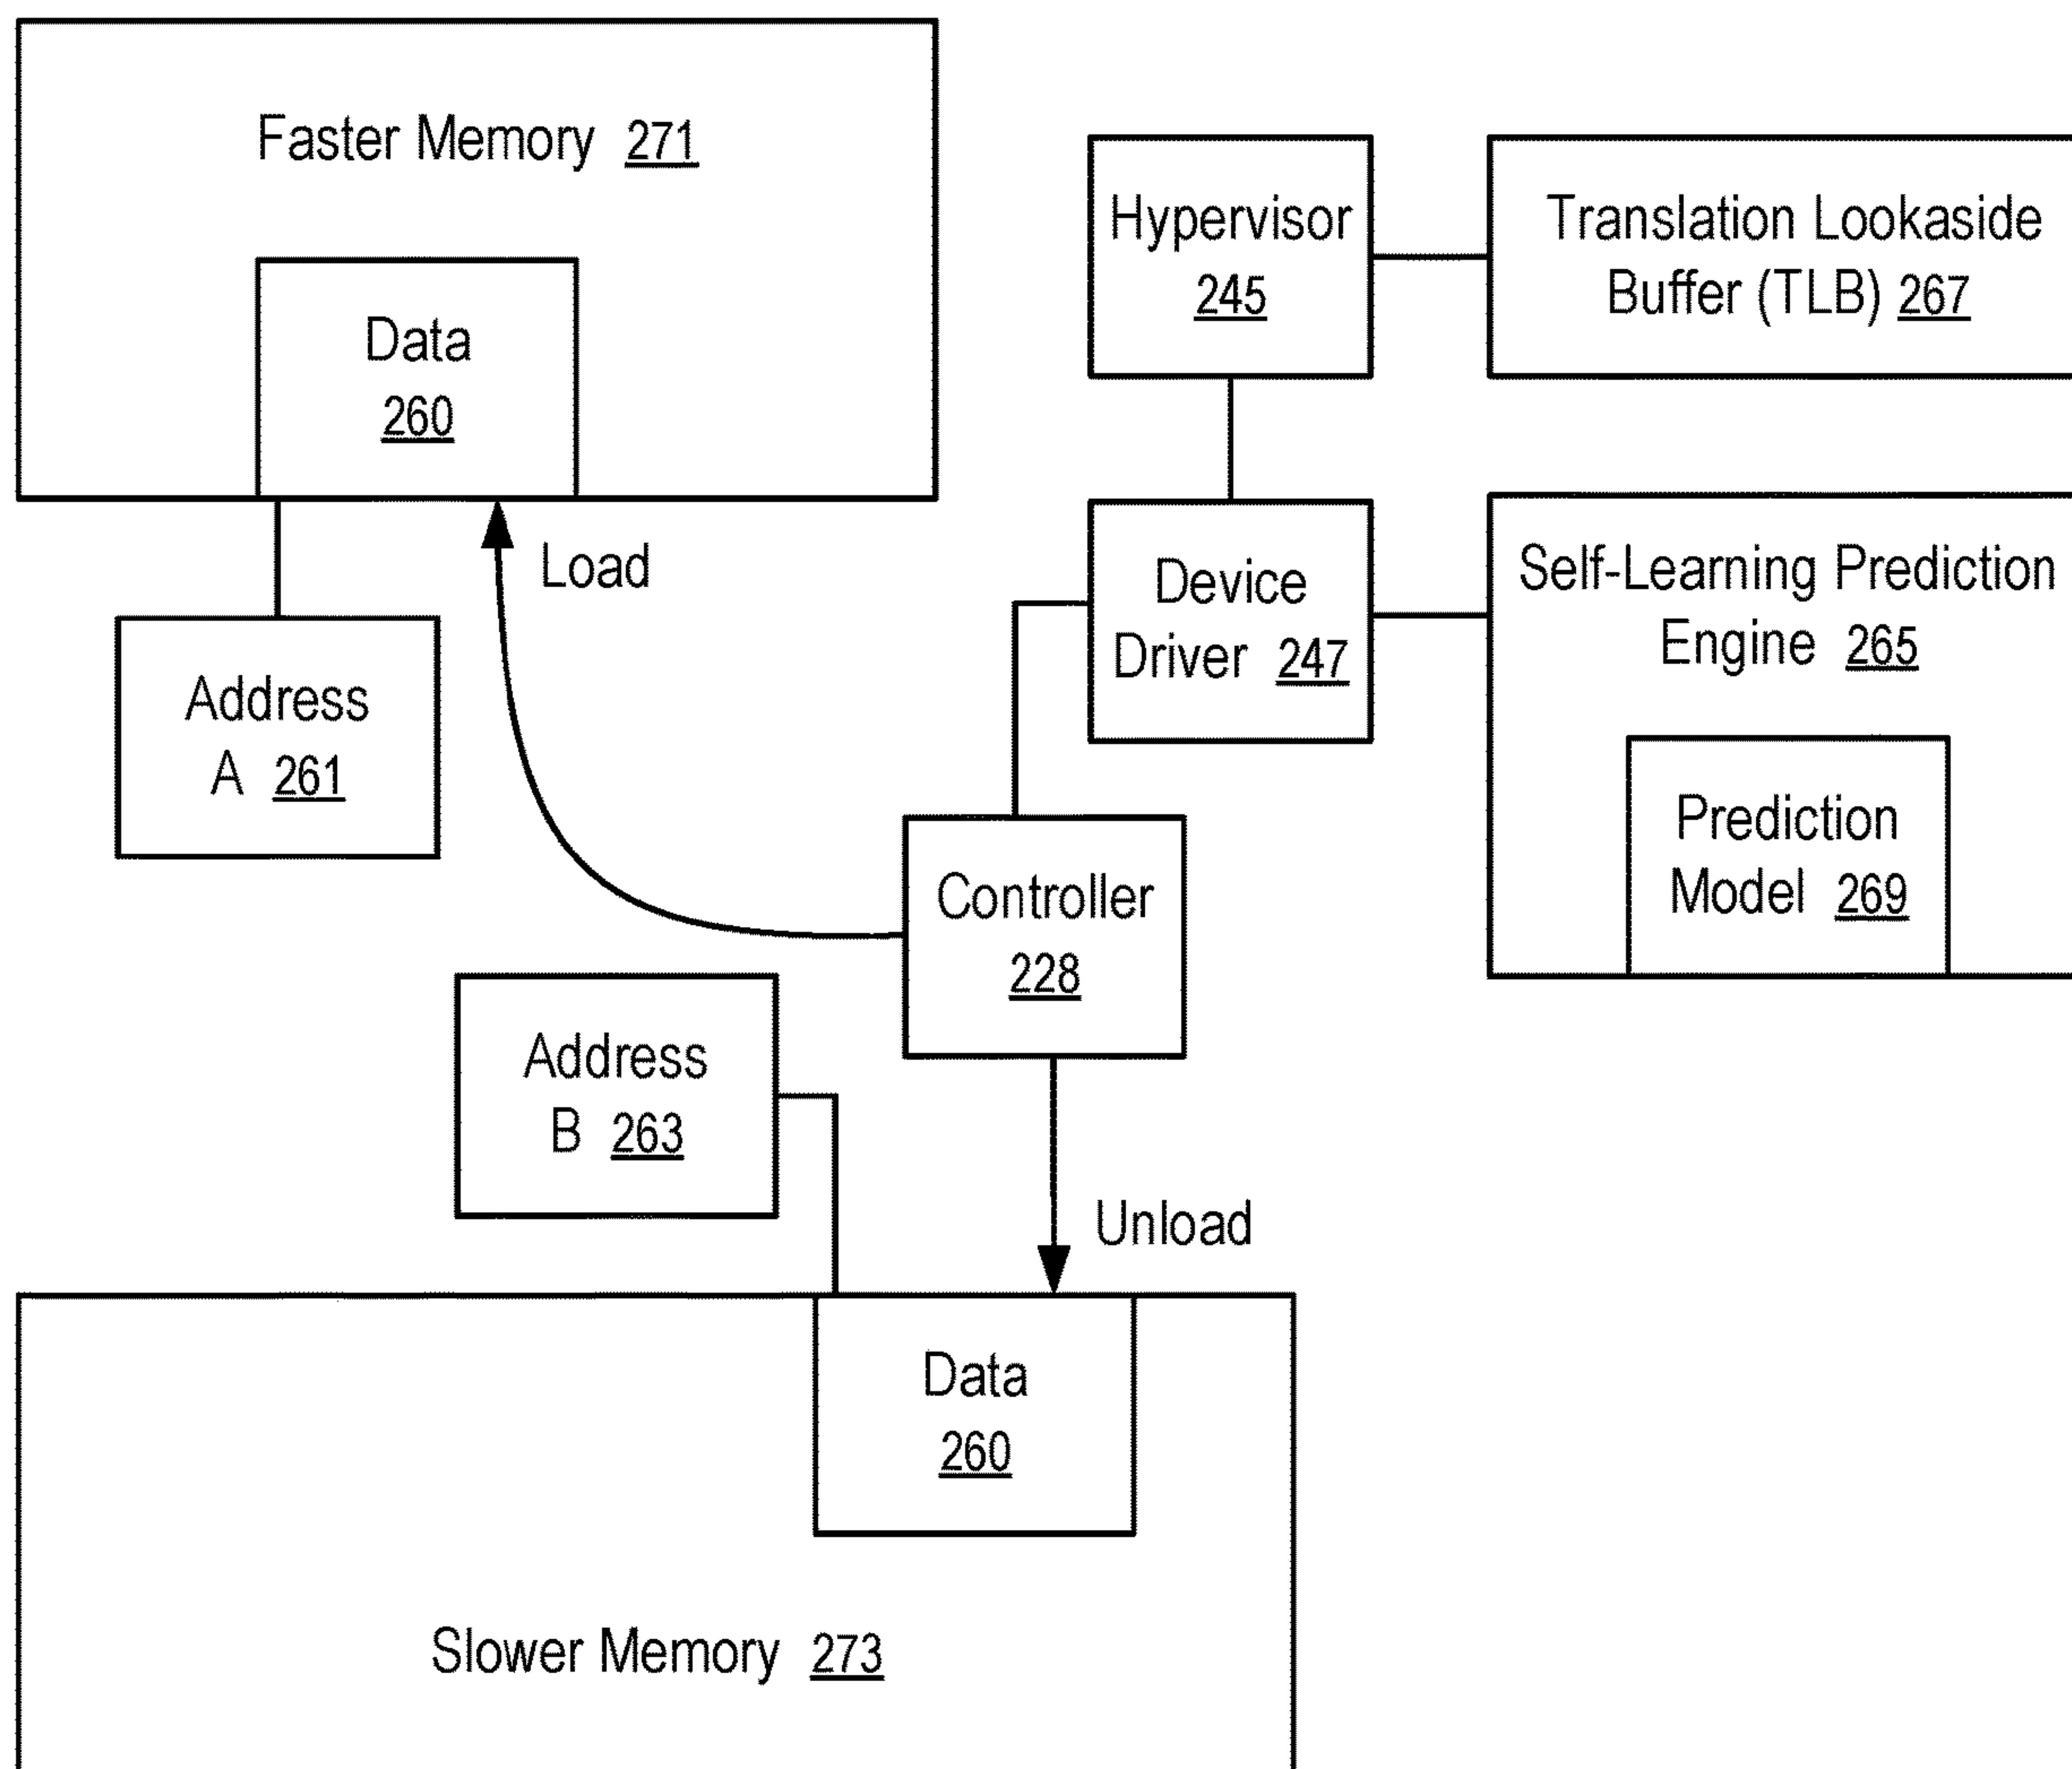 Faster Memory 271
Data
260
Load
Address
A 261
Hypervisor
245
Translation Lookaside
Buffer (TLB) 267
Device
Driver 247
Self-Learning Prediction
Engine 265
Prediction
Model 269
Controller
228
Address
B 263
Unload
Data
260
Slower Memory 273